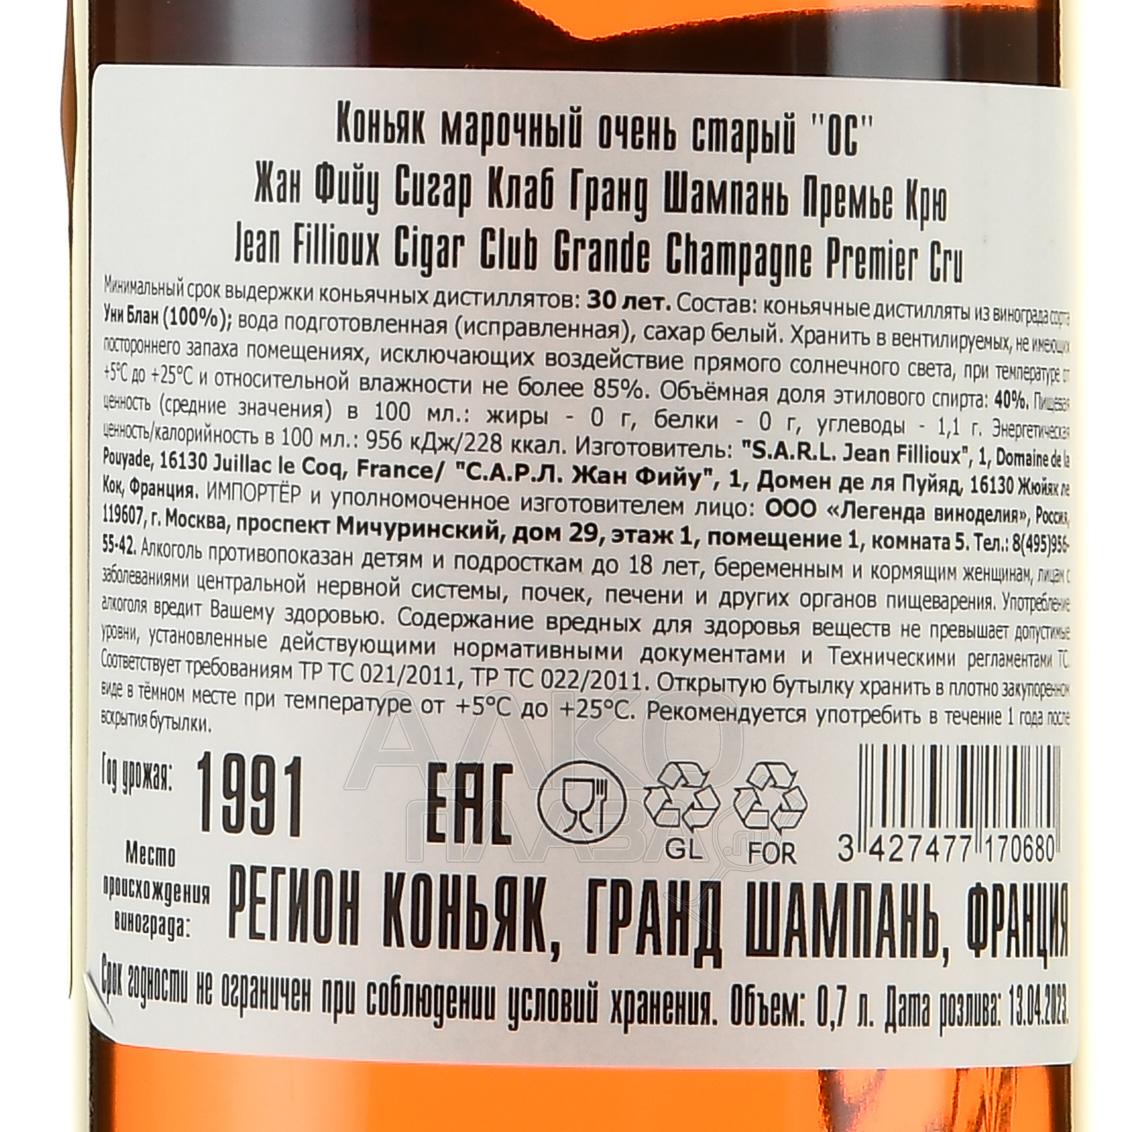 Коньяк марочный очень старый "ОС"
Жан Фийу Сигар Клаб Гранд Шампань Премье Крю
Jean Fillioux Cigar Club Grande Champagne Premier Cru
Минимальный срок выдержки коньячных дистиллятов: 30 лет. Состав: коньячные дистилляты из винограда сорта
Уни Блан (100%); вода подготовленная (исправленная), сахар белый. Хранить в вентилируемых, не имеющих
постороннего запаха помещениях, исключающих воздействие прямого солнечного света, при температуре от
+5°С до +25°С и относительной влажности не более 85%. Объёмная доля этилового спирта: 40%. Пищевая
ценность (средние значения) в 100 мл.: жиры - 0 г, белки - 0 г, углеводы - 1,1 г. Энергетическая
ценность/калорийность в 100 мл.: 956 кДж/228 ккал. Изготовитель: "S.A.R.L. Jean Fillioux", 1, Domaine de la
Pouyade, 16130 Juillac le Coq, France/ "С.А.Р.Л. Жан Фийу", 1, Домен де ля Пуйяд, 16130 Жюйяк ле
Кок, Франция. ИМПОРТЁР и уполномоченное изготовителем лицо: ООО «Легенда виноделия», Россия,
119607, г. Москва, проспект Мичуринский, дом 29, этаж 1, помещение 1, комната 5. Тел.: 8(495)956-
55-42. Алкоголь противопоказан детям и подросткам до 18 лет, беременным и кормящим женщинам, лицам с
заболеваниями центральной нервной системы, почек, печени и других органов пищеварения. Употребление
алкоголя вредит Вашему здоровью. Содержание вредных для здоровья веществ не превышает допустимые
уровни, установленные действующими нормативными документами и Техническими регламентами ТС.
Соответствует требованиям ТР ТС 021/2011, ТР ТС 022/2011. Открытую бутылку хранить в плотно закупоренном
виде в тёмном месте при температуре от +5°С до +25°С. Рекомендуется употребить в течение 1 года после
вскрытия бутылки.
Год урожая: 1991
ЕАС
GL
FOR
3 427477 170680
Место
происхождения
винограда:
РЕГИОН КОНЬЯК, ГРАНД ШАМПАНЬ, ФРАНЦИЯ
Срок годности не ограничен при соблюдении условий хранения. Объем: 0,7 л. Дата розлива: 13.04.2023.
АЛКО
ПЛАЗА.ru